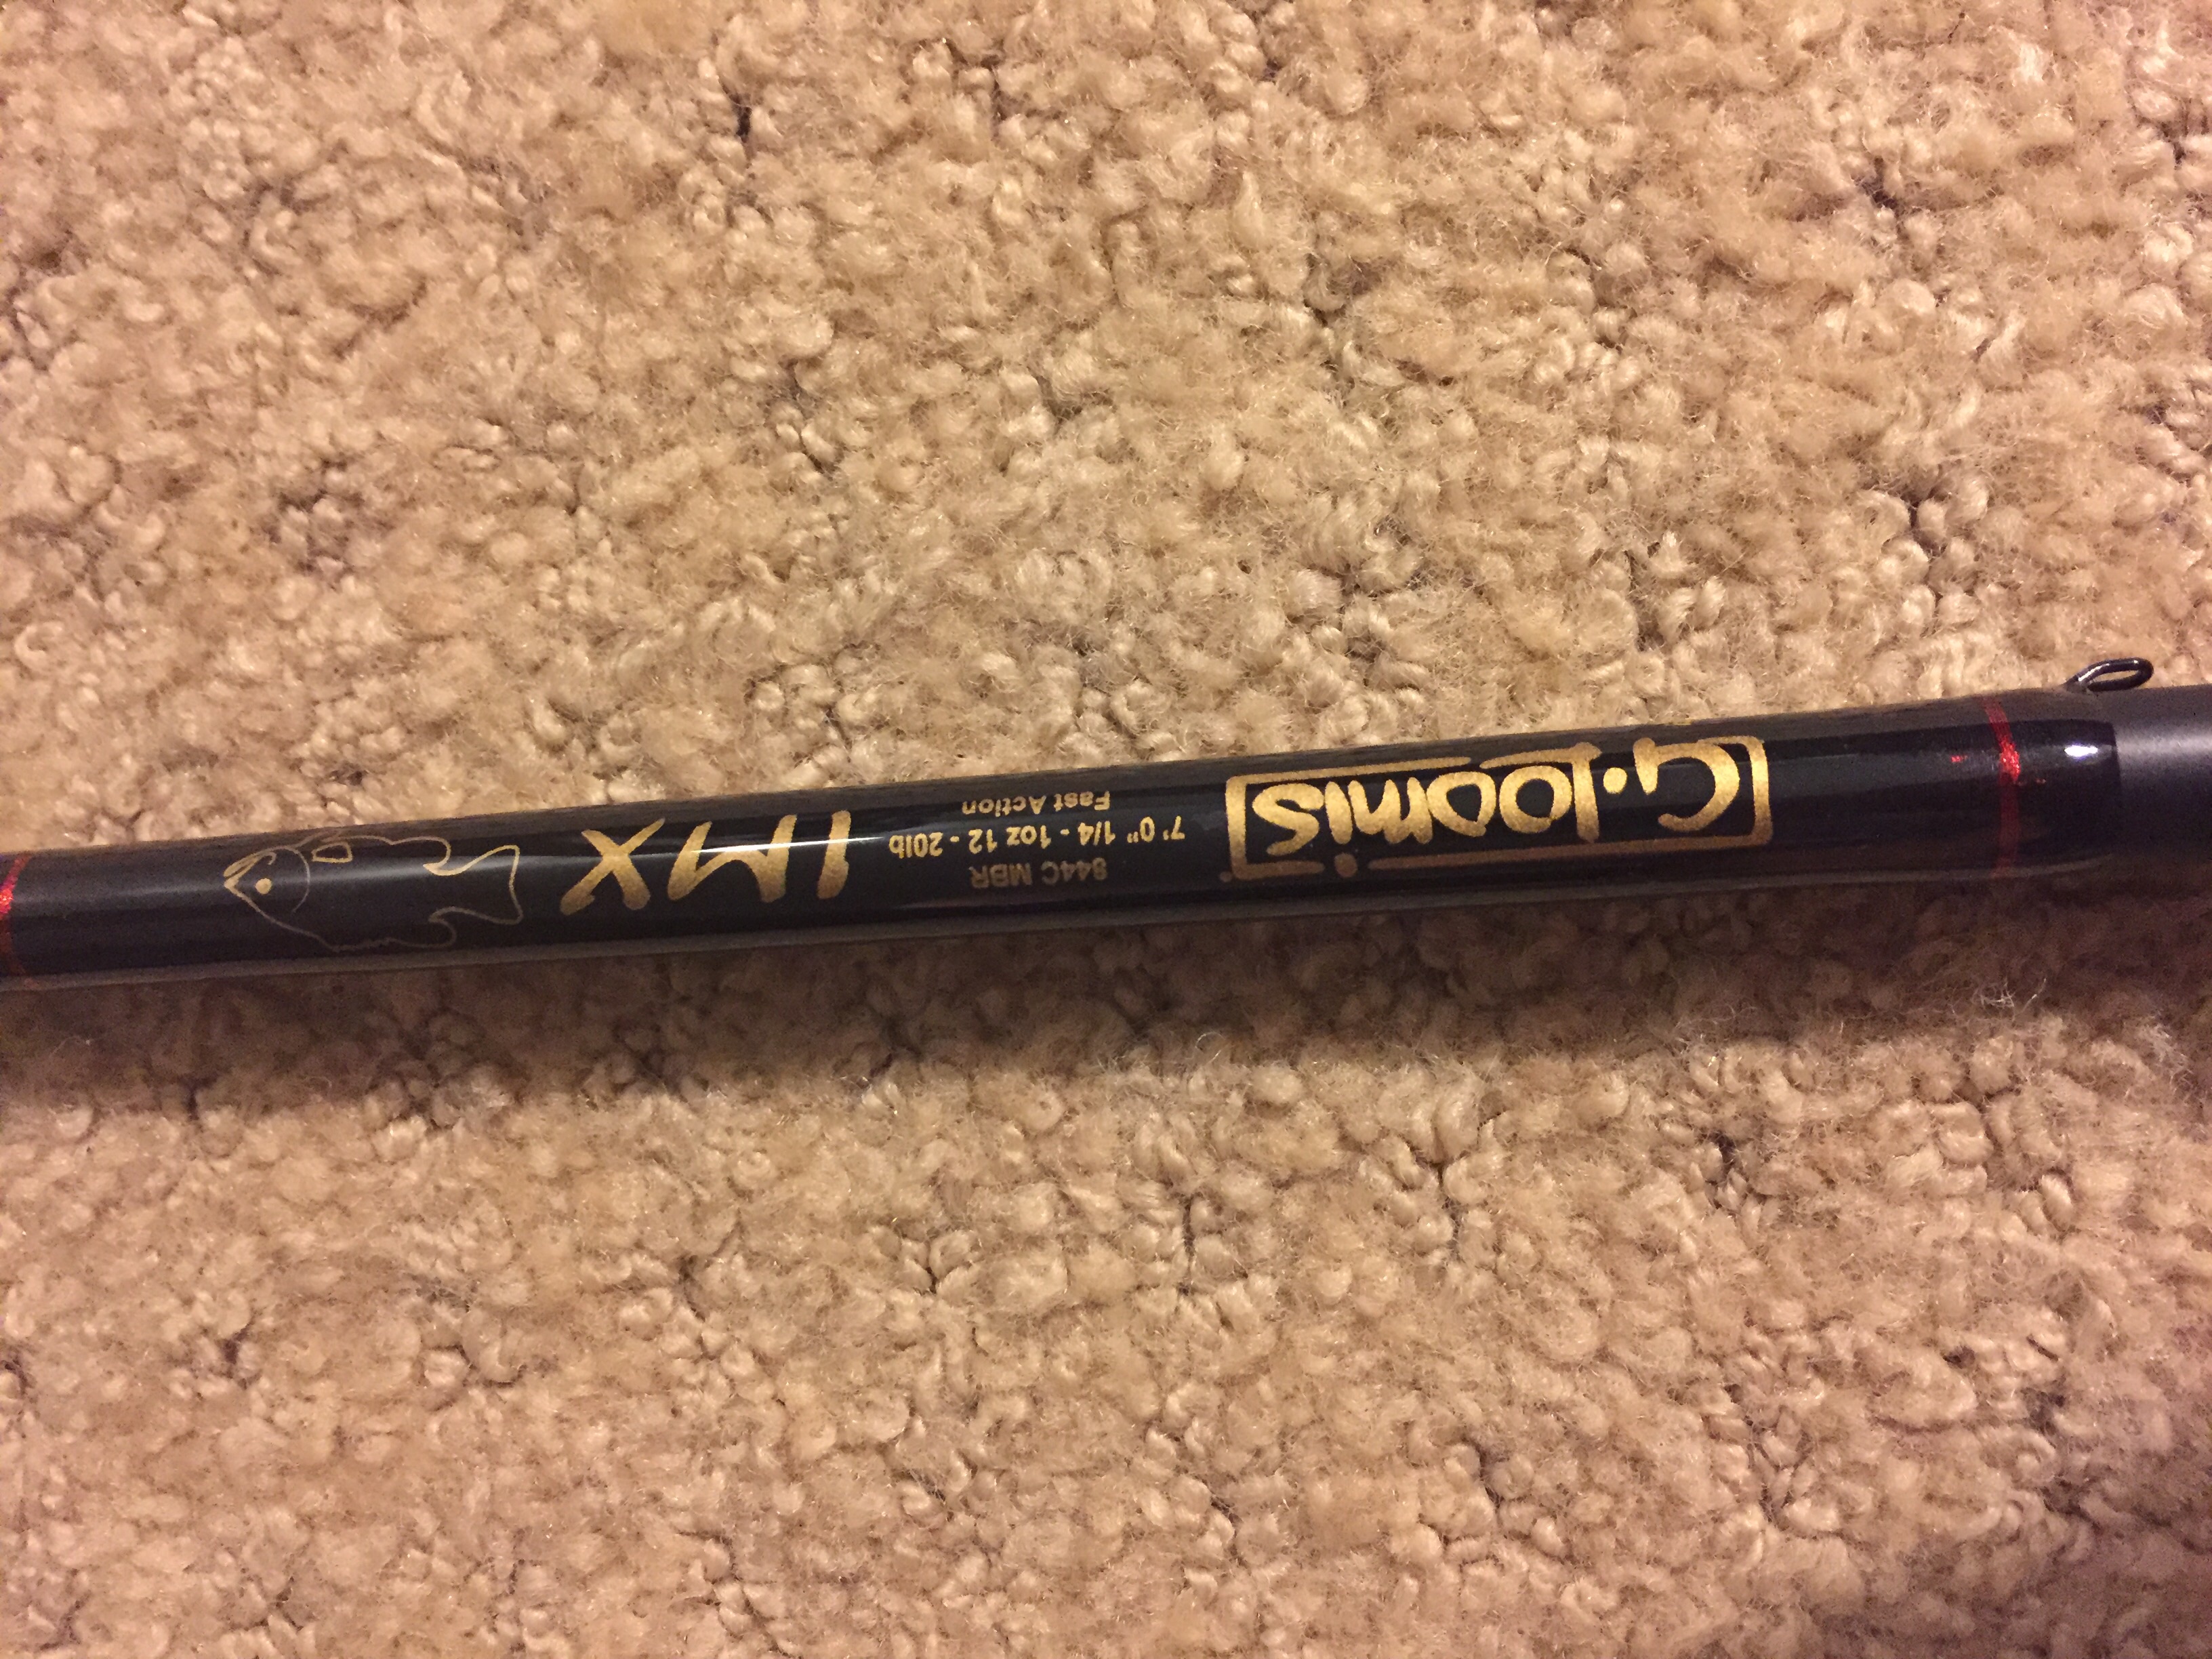 G.Loomis
844C MBR
7' 0" 1/4 - 1oz 12 - 20lb
Fast Action
IMX